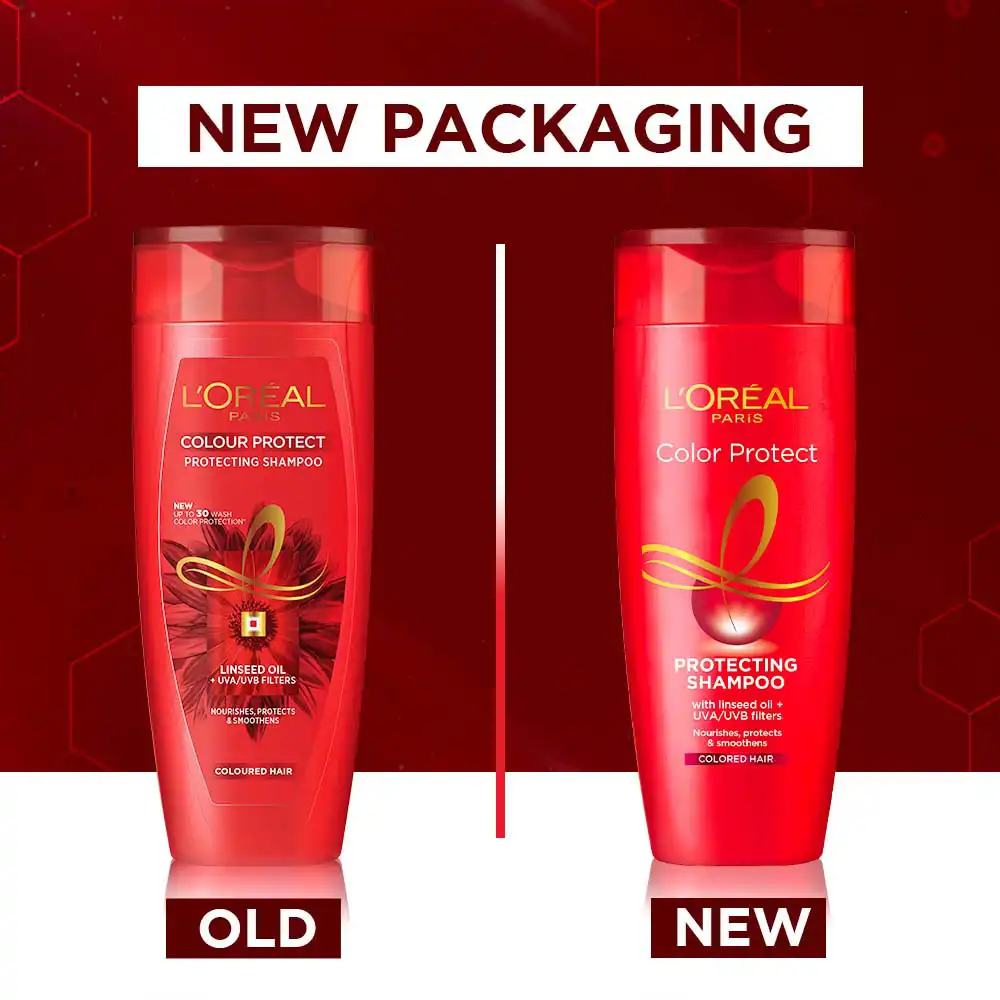 NEW PACKAGING
L'ORÉAL
PARIS
COLOUR PROTECT
PROTECTING SHAMPOO
NEW
UP TO 30 WASH
COLOR PROTECTION*
LINSEED OIL
+ UVA/UVB FILTERS
NOURISHES, PROTECTS
& SMOOTHENS
COLOURED HAIR
OLD
L'ORÉAL
PARIS
Color Protect
PROTECTING
SHAMPOO
with linseed oil +
UVA/UVB filters
Nourishes, protects
& smoothens
COLORED HAIR
NEW